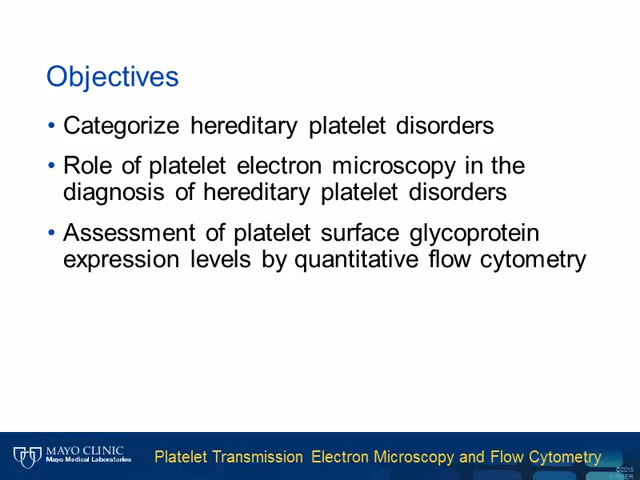 Objectives
• Categorize hereditary platelet disorders
• Role of platelet electron microscopy in the
diagnosis of hereditary platelet disorders
• Assessment of platelet surface glycoprotein
expression levels by quantitative flow cytometry
MAYO CLINIC
Mayo Medical Laboratories
Platelet Transmission Electron Microscopy and Flow Cytometry